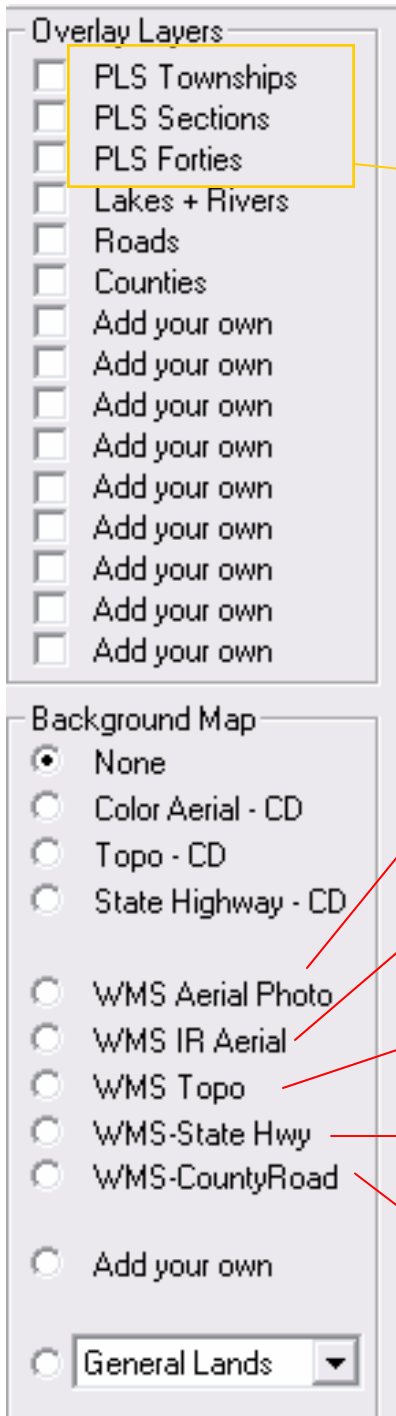 Overlay Layers
PLS Townships
PLS Sections
PLS Forties
Lakes + Rivers
Roads
Counties
Add your own
Add your own
Add your own
Add your own
Add your own
Add your own
Add your own
Add your own
Add your own
Background Map
None
Color Aerial - CD
Topo - CD
State Highway - CD
WMS Aerial Photo
WMS IR Aerial
WMS Topo
WMS-State Hwy
WMS-CountyRoad
Add your own
General Lands